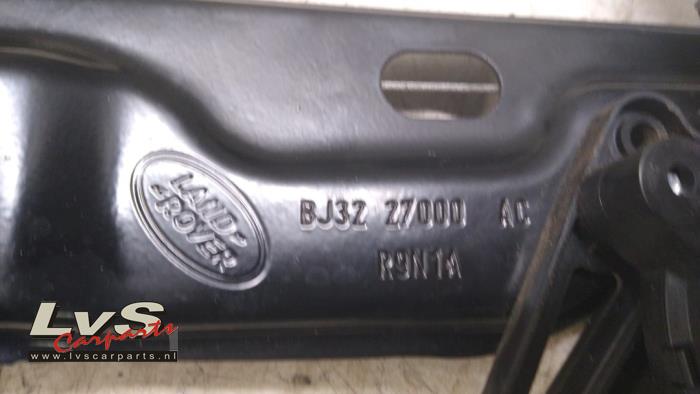 LAND-
ROVER
BJ32 27000 AC
R9N1A
LvS
Carparts
www.lvscarparts.nl